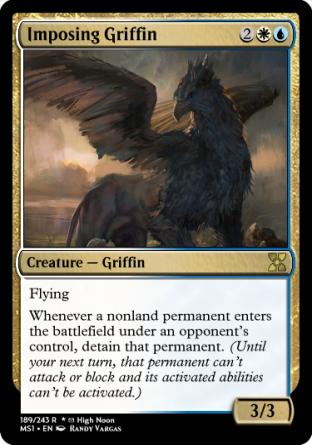 Imposing Griffin 2
Creature — Griffin
Flying
Whenever a nonland permanent enters
the battlefield under an opponent's
control, detain that permanent. (Until
your next turn, that permanent can't
attack or block and its activated abilities
can't be activated.)
189/243 R * High Noon
MSI • EN Randy Vargas
3/3